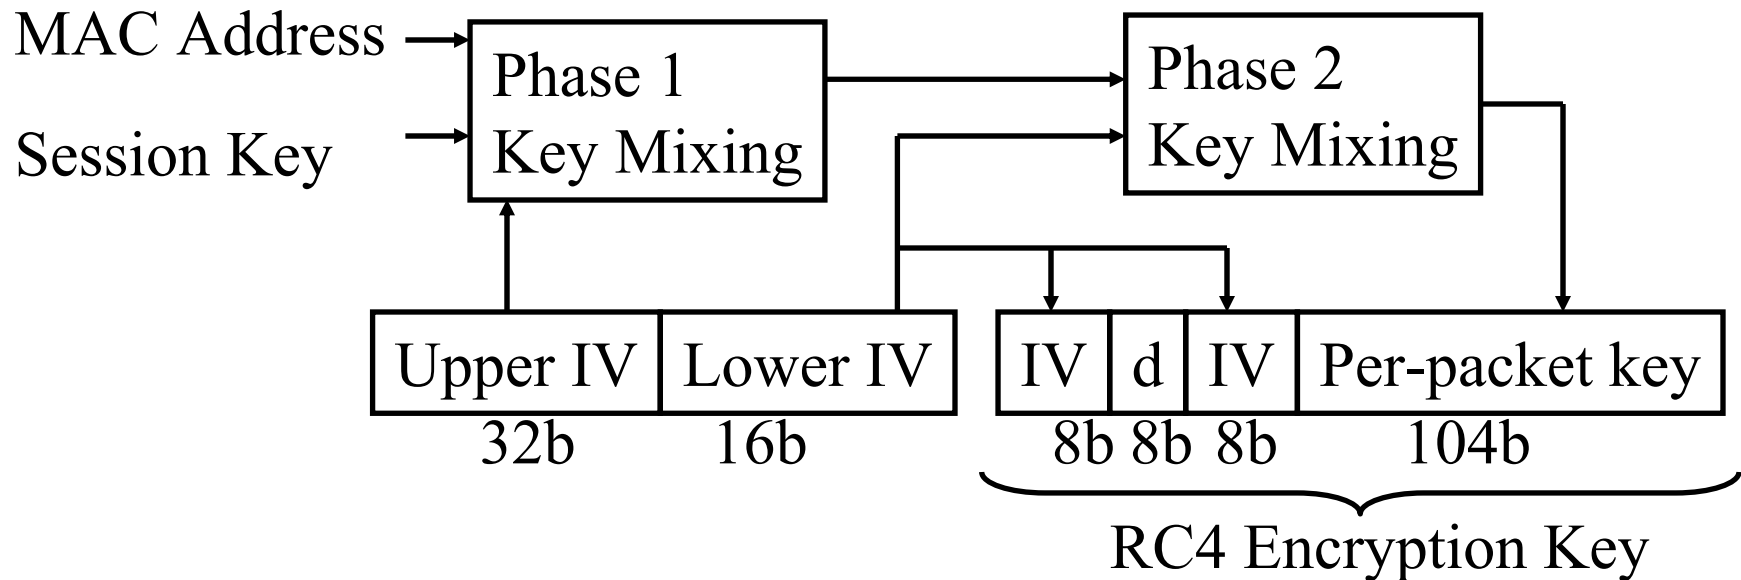 MAC Address
Session Key
Phase 1
Key Mixing
Phase 2
Key Mixing
Upper IV
Lower IV
IV
d
IV
Per-packet key
32b
16b
8b
8b
8b
104b
RC4 Encryption Key